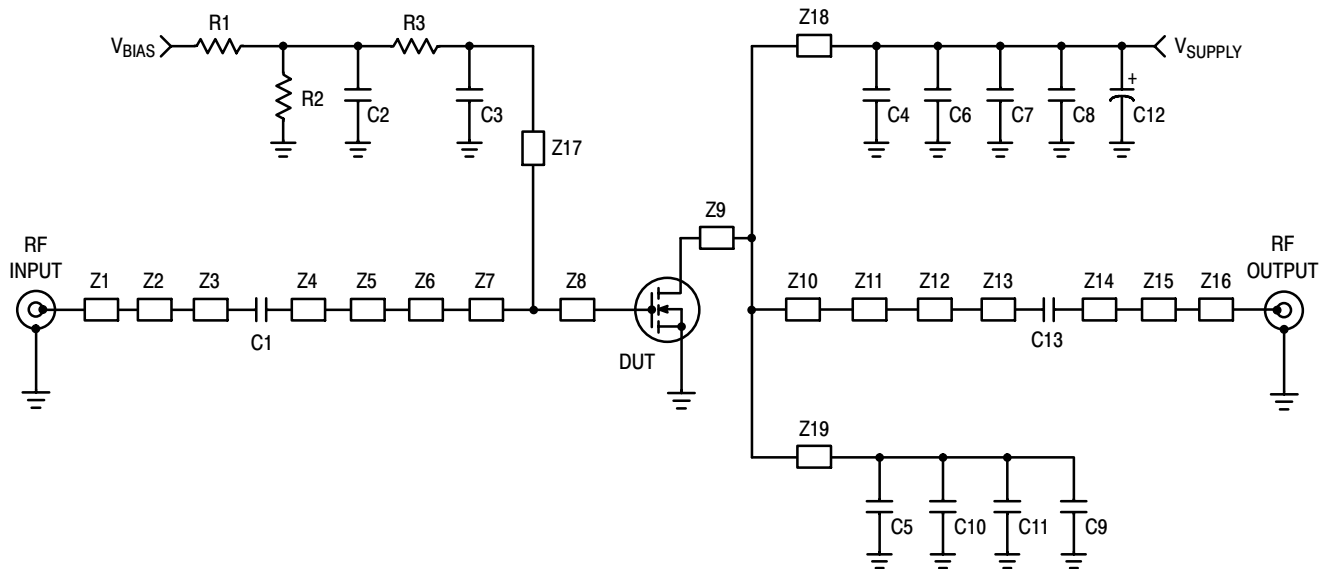 R1
R3
Z18
VBIAS
VSUPPLY
R2
C2
C3
C4
C6
C7
C8
+
C12
Z17
Z9
RF
INPUT
Z1
Z2
Z3
Z4
Z5
Z6
Z7
Z8
Z10
Z11
Z12
Z13
Z14
Z15
Z16
RF
OUTPUT
C1
C13
DUT
Z19
C5
C10
C11
C9